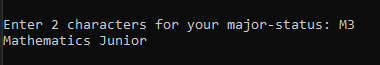 Enter 2 characters for your major-status: M3
Mathematics Junior